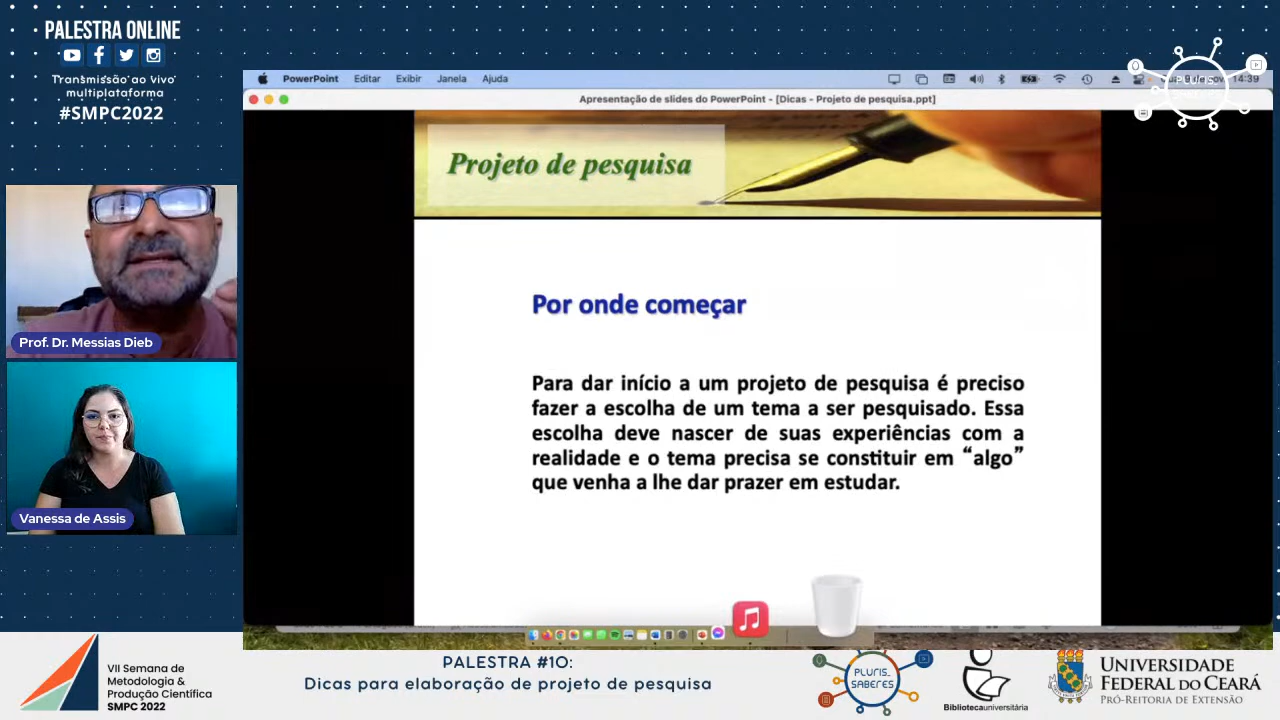 PALESTRA ONLINE
Transmissão ao vivo
multiplataforma
#SMPC2022
PowerPoint Editar Exibir Janela Ajuda
14:39
Apresentação de slides do PowerPoint - [Dicas - Projeto de pesquisa.ppt]
PLURIS_
Projeto de pesquisa
Por onde começar
Para dar início a um projeto de pesquisa é preciso
fazer a escolha de um tema a ser pesquisado. Essa
escolha deve nascer de suas experiências com a
realidade e o tema precisa se constituir em “algo”
que venha a lhe dar prazer em estudar.
Prof. Dr. Messias Dieb
Vanessa de Assis
VII Semana de
Metodologia &
Produção Científica
SMPC 2022
PALESTRA #10:
Dicas para elaboração de projeto de pesquisa
PLURIS_
SABERES
Bibliotecauniversitária
UNIVERSIDADE
FEDERAL DO CEARÁ
PRÓ-REITORIA DE EXTENSÃO